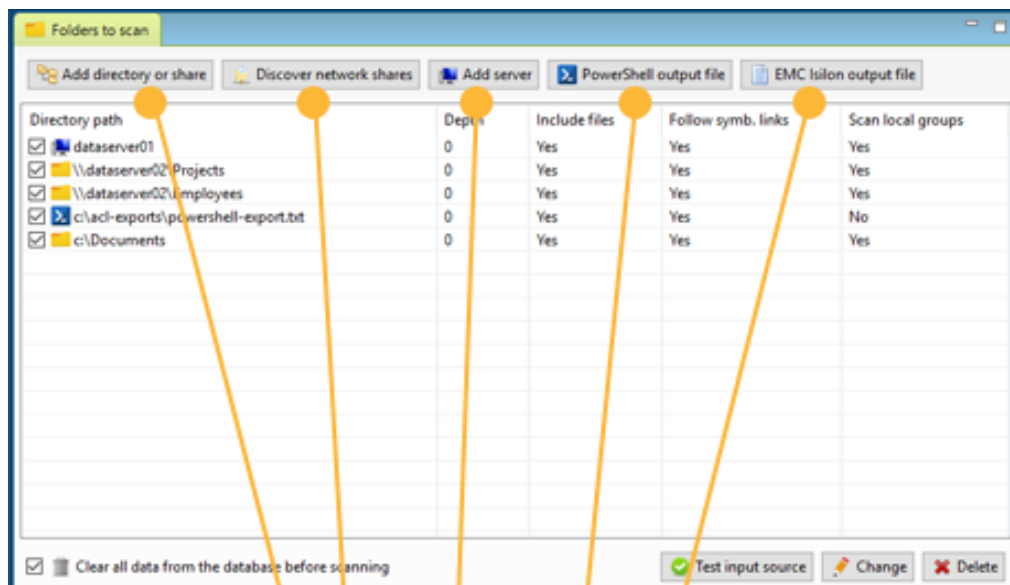 Folders to scan
Add directory or share Discover network shares Add server PowerShell output file EMC Isilon output file
Directory path Depth Include files Follow symb. links Scan local groups
dataserver01 0 Yes Yes Yes
\\dataserver02\Projects 0 Yes Yes Yes
\\dataserver02\Employees 0 Yes Yes Yes
c:\acl-exports\powershell-export.txt 0 Yes Yes No
c:\Documents 0 Yes Yes Yes
Clear all data from the database before scanning Test input source Change Delete